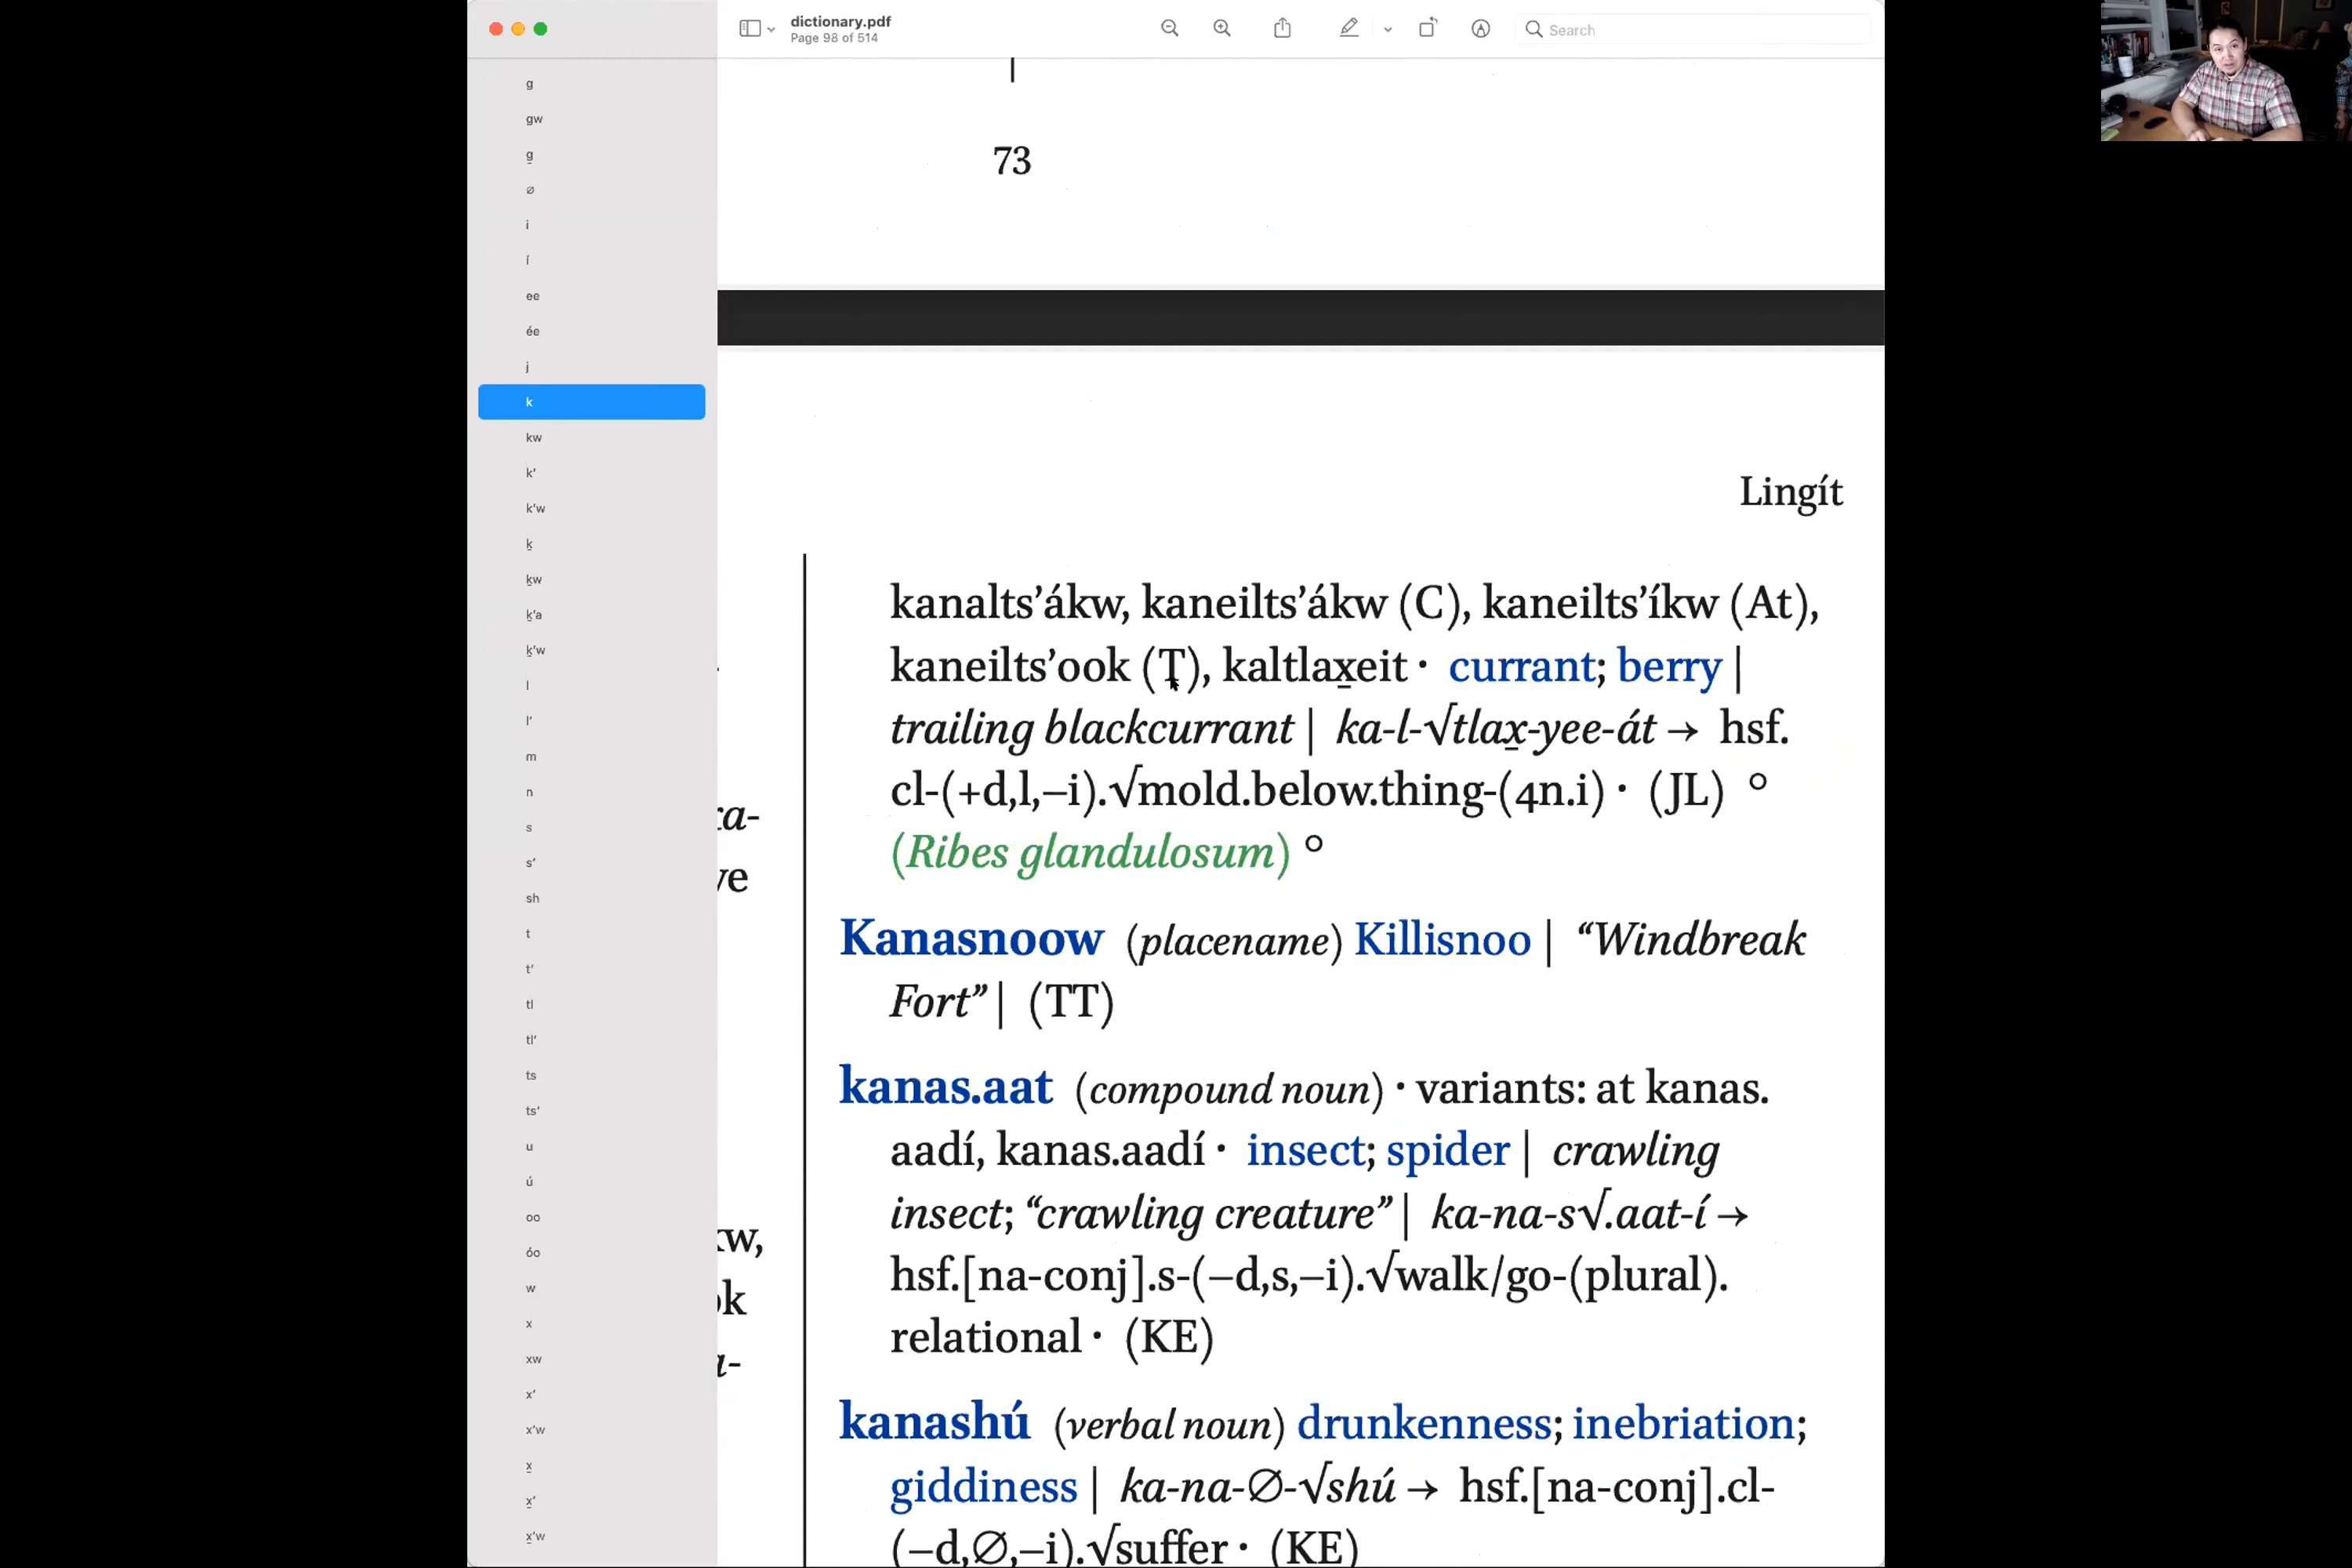 dictionary.pdf
Page 98 of 514
Search
g
gw
g̱
∅
i
í
ee
ée
j
k
kw
k'
k'w
ḵ
ḵw
ḵ'a
ḵ'w
l
l'
m
n
s
s'
sh
t
t'
tl
tl'
ts
ts'
u
ú
oo
óo
w
x
xw
x'
x'w
x̱
x̱'
x̱'w
73
Lingít
kanalts’ákw, kaneilts’ákw (C), kaneilts’íkw (At),
kaneilts’ook (T), kaltlax̱eit · currant; berry |
trailing blackcurrant | ka-l-√tlax̱-yee-át → hsf.
cl-(+d,l,–i).√mold.below.thing-(4n.i) · (JL) °
(Ribes glandulosum) °
Kanasnoow (placename) Killisnoo | “Windbreak
Fort” | (TT)
kanas.aat (compound noun) · variants: at kanas.
aadí, kanas.aadí · insect; spider | crawling
insect; “crawling creature” | ka-na-s√.aat-í →
hsf.[na-conj].s-(–d,s,–i).√walk/go-(plural).
relational · (KE)
kanashú (verbal noun) drunkenness; inebriation;
giddiness | ka-na-∅-√shú → hsf.[na-conj].cl-
(–d,∅,–i).√suffer · (KE)